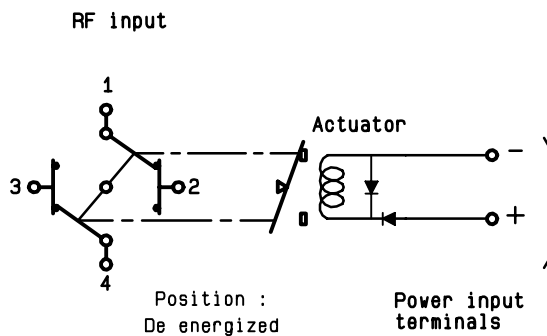 RF input
1
Actuator
-
3
2
+
4
Position :
De energized
Power input
terminals